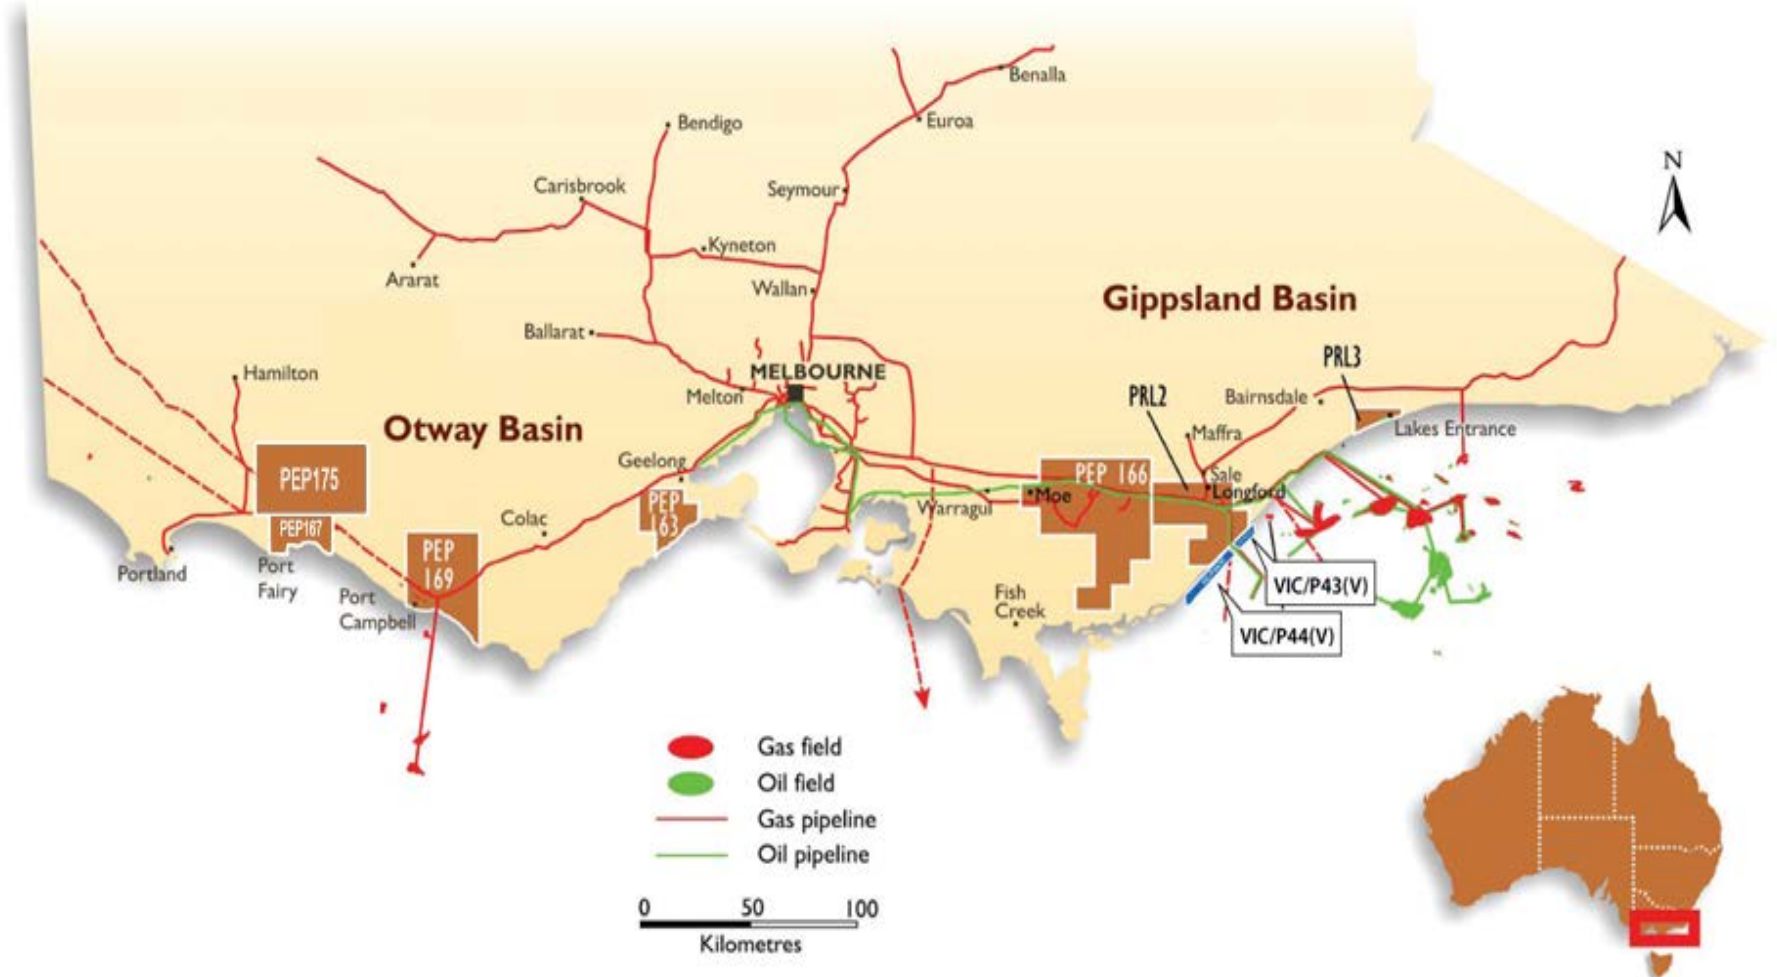 Benalla
Euroa
Bendigo
N
Carisbrook
Seymour
Kyneton
Ararat
Wallan
Gippsland Basin
Ballarat
PRL3
Hamilton
MELBOURNE
PRL2
Melton
Bairnsdale
Otway Basin
Maffra
Lakes Entrance
Geelong
PEP175
PEP 166
Sale
Longford
Moe
PEP
163
Warragul
Colac
PEP167
PEP
169
Portland
Port
Fairy
Port
Campbell
Fish
Creek
VIC/P43(V)
VIC/P44(V)
Gas field
Oil field
Gas pipeline
Oil pipeline
0 50 100
Kilometres